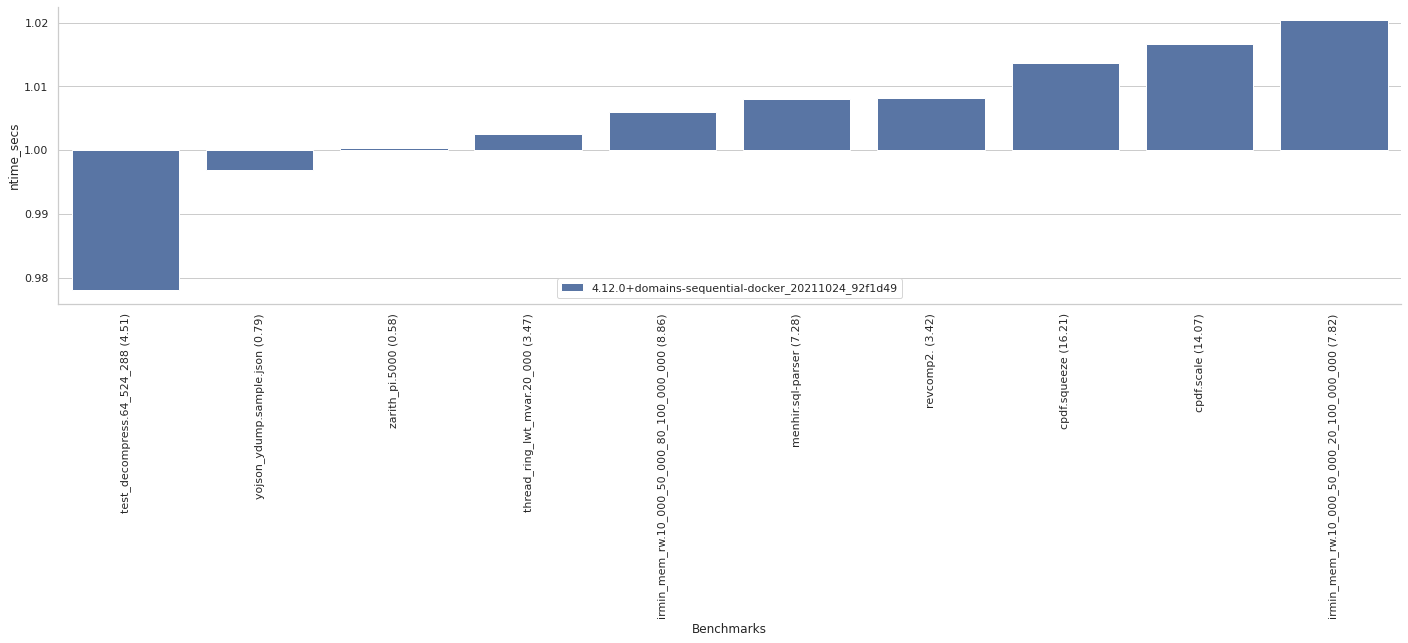 1.02
1.01
1.00
0.99
0.98
ntime_secs
4.12.0+domains-sequential-docker_20211024_92f1d49
test_decompress.64_524_288 (4.51)
yojson_ydump.sample.json (0.79)
zarith_pi.5000 (0.58)
thread_ring_lwt_mvar.20_000 (3.47)
irmin_mem_rw.10_000_50_000_80_100_000_000 (8.86)
menhir.sql-parser (7.28)
revcomp2. (3.42)
cpdf.squeeze (16.21)
cpdf.scale (14.07)
irmin_mem_rw.10_000_50_000_20_100_000_000 (7.82)
Benchmarks